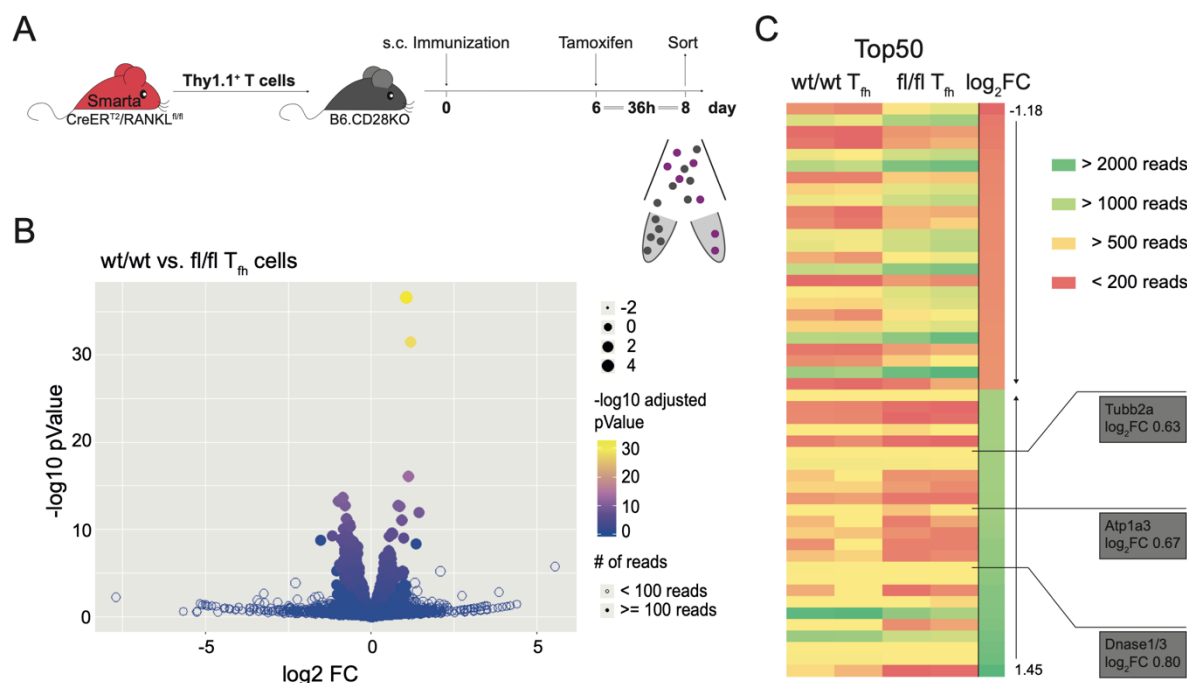 A
s.c. Immunization
Tamoxifen
Sort
Thy1.1⁺ T cells
Smarta
CreERᵀ²/RANKLᶠˡ/ᶠˡ
B6.CD28KO
0
6
36h
8
day
B
wt/wt vs. fl/fl Tfh cells
30
20
10
0
-log10 pValue
-5
0
5
log2 FC
-2
0
2
4
-log10 adjusted
pValue
30
20
10
0
# of reads
< 100 reads
>= 100 reads
C
Top50
wt/wt Tfh
fl/fl Tfh
log₂FC
-1.18
1.45
> 2000 reads
> 1000 reads
> 500 reads
< 200 reads
Tubb2a
log₂FC 0.63
Atp1a3
log₂FC 0.67
Dnase1/3
log₂FC 0.80